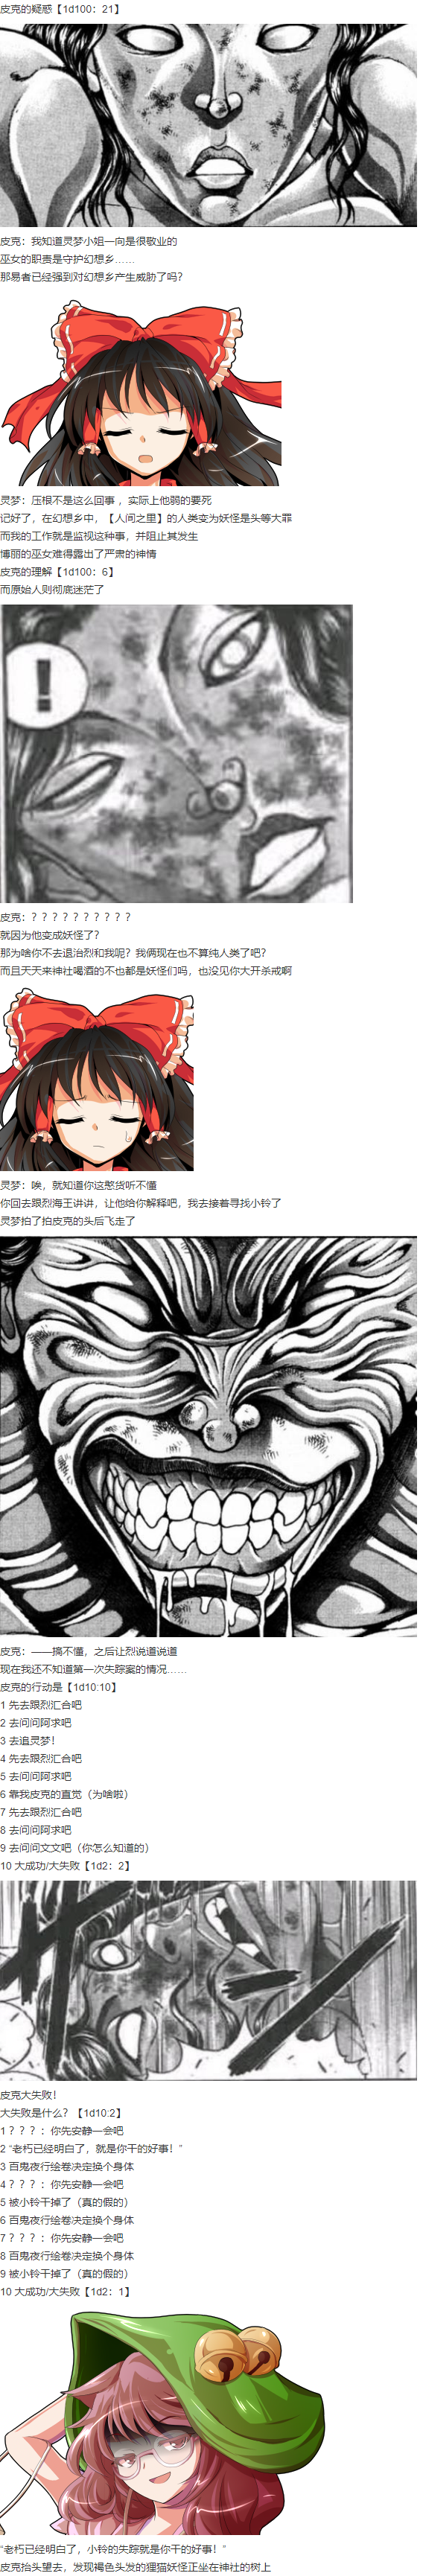 皮克的疑惑【1d100：21】
皮克：我知道灵梦小姐一向是很敬业的
巫女的职责是守护幻想乡……
那易者已经强到对幻想乡产生威胁了吗？
灵梦：压根不是这么回事 ，实际上他弱的要死
记好了，在幻想乡中，【人间之里】的人类变为妖怪是头等大罪
而我的工作就是监视这种事，并阻止其发生
博丽的巫女难得露出了严肃的神情
皮克的理解【1d100：6】
而原始人则彻底迷茫了
！
皮克：？？？？？？？？？？
就因为他变成妖怪了？
那为啥你不去退治烈和我呢？我俩现在也不算纯人类了吧？
而且天天来神社喝酒的不也都是妖怪们吗，也没见你大开杀戒啊
灵梦：唉，就知道你这憨货听不懂
你回去跟烈海王讲讲，让他给你解释吧，我去接着寻找小铃了
灵梦拍了拍皮克的头后飞走了
皮克：——搞不懂，之后让烈说道说道
现在我还不知道第一次失踪案的情况……
皮克的行动是【1d10:10】
1 先去跟烈汇合吧
2 去问问阿求吧
3 去追灵梦！
4 先去跟烈汇合吧
5 去问问阿求吧
6 靠我皮克的直觉（为啥啦）
7 先去跟烈汇合吧
8 去问问阿求吧
9 去问问文文吧（你怎么知道的）
10 大成功/大失败【1d2：2】
皮克大失败！
大失败是什么？【1d10:2】
1 ？？？：你先安静一会吧
2 “老朽已经明白了，就是你干的好事！”
3 百鬼夜行绘卷决定换个身体
4 ？？？：你先安静一会吧
5 被小铃干掉了（真的假的）
6 百鬼夜行绘卷决定换个身体
7 ？？？：你先安静一会吧
8 百鬼夜行绘卷决定换个身体
9 被小铃干掉了（真的假的）
10 大成功/大失败【1d2：1】
“老朽已经明白了，小铃的失踪就是你干的好事！”
皮克抬头望去，发现褐色头发的狸猫妖怪正坐在神社的树上